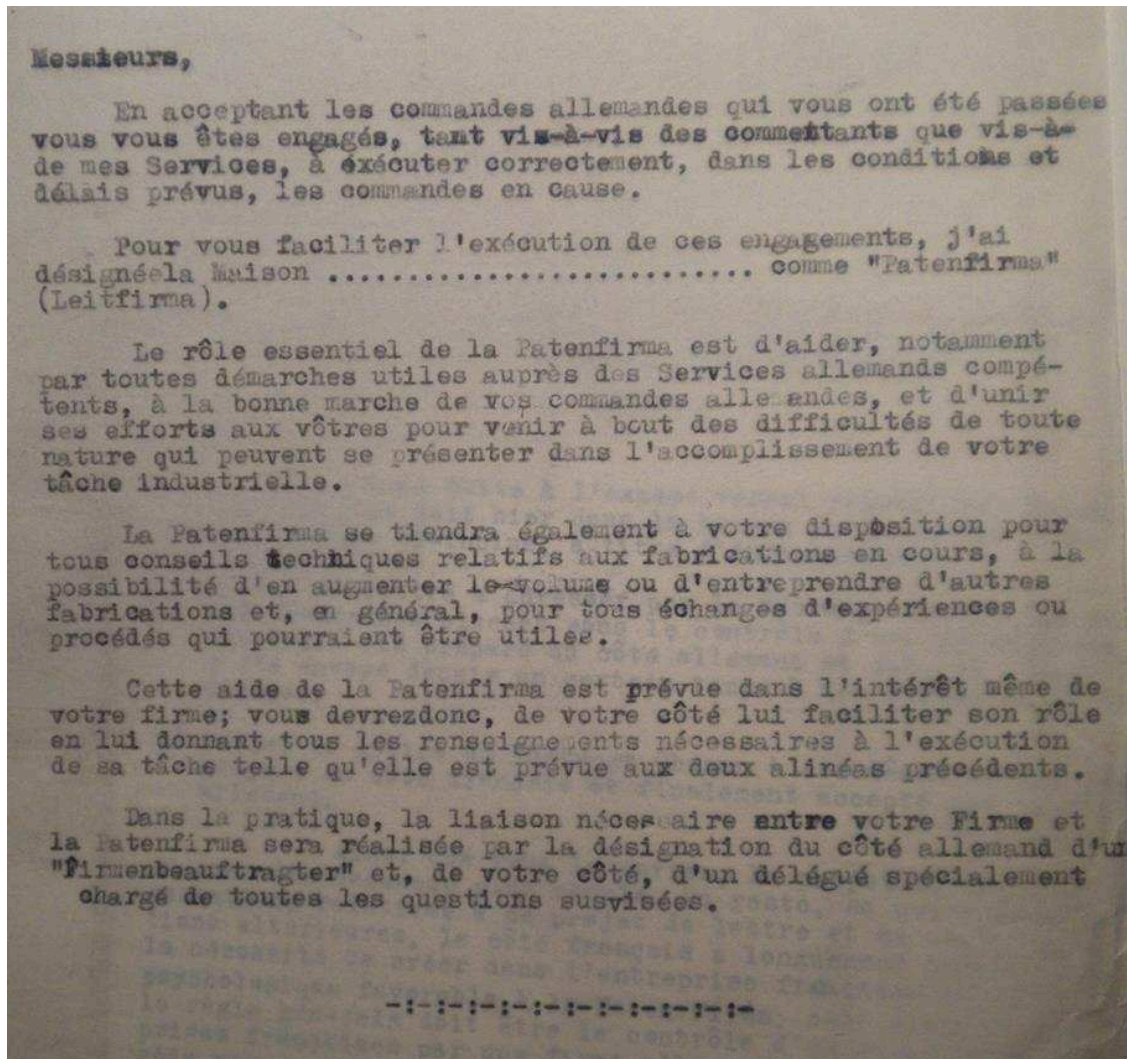 Messieurs,
En acceptant les commandes allemandes qui vous ont été passées
vous vous êtes engagés, tant vis-à-vis des commettants que vis-à-
de mes Services, à éxécuter correctement, dans les conditions et
délais prévus, les commandes en cause.
Pour vous faciliter l'exécution de ces engagements, j'ai
désignéela Maison .............................. comme "Patenfirma"
(Leitfirma).
Le rôle essentiel de la Patenfirma est d'aider, notamment
par toutes démarches utiles auprès des Services allemands compé-
tents, à la bonne marche de vos commandes alle andes, et d'unir
ses efforts aux vôtres pour venir à bout des difficultés de toute
nature qui peuvent se présenter dans l'accomplissement de votre
tâche industrielle.
La Patenfirma se tiendra également à votre disposition pour
tous conseils techniques relatifs aux fabrications en cours, à la
possibilité d'en augmenter le volume ou d'entreprendre d'autres
fabrications et, en général, pour tous échanges d'expériences ou
procédés qui pourraient être utiles.
Cette aide de la Patenfirma est prévue dans l'intérêt même de
votre firme; vous devrezdonc, de votre côté lui faciliter son rôle
en lui donnant tous les renseignements nécessaires à l'exécution
de sa tâche telle qu'elle est prévue aux deux alinéas précédents.
Dans la pratique, la liaison nécessaire entre votre Firme et
la Patenfirma sera réalisée par la désignation du côté allemand d'un
"Firmenbeauftragter" et, de votre côté, d'un délégué spécialement
chargé de toutes les questions susvisées.
-:-:-:-:-:-:-:-:-:-:-